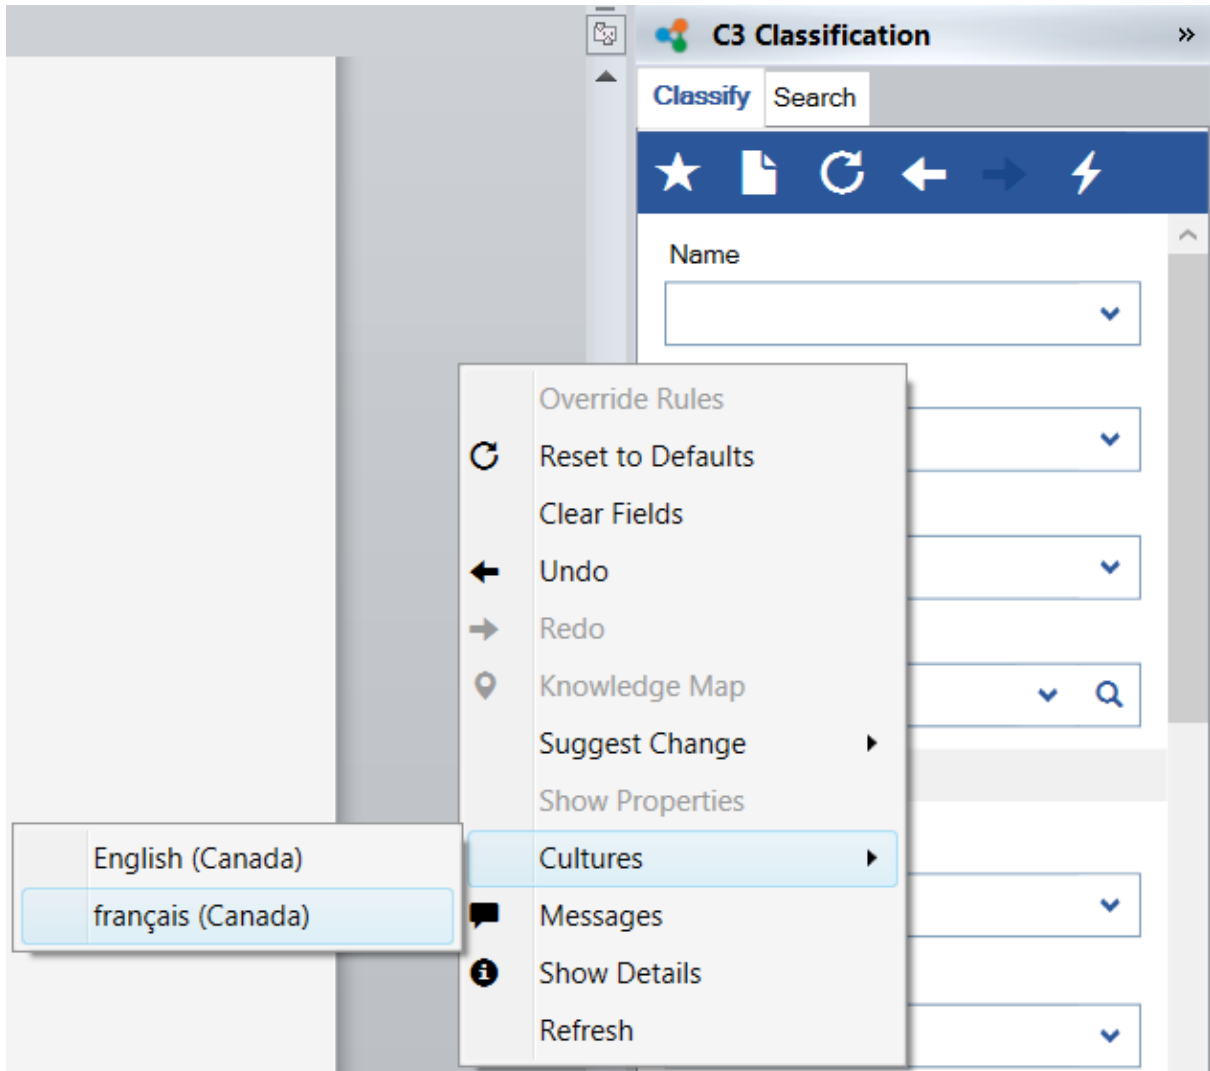 C3 Classification
Classify Search
Name
Override Rules
Reset to Defaults
Clear Fields
Undo
Redo
Knowledge Map
Suggest Change
Show Properties
Cultures
English (Canada)
français (Canada)
Messages
Show Details
Refresh